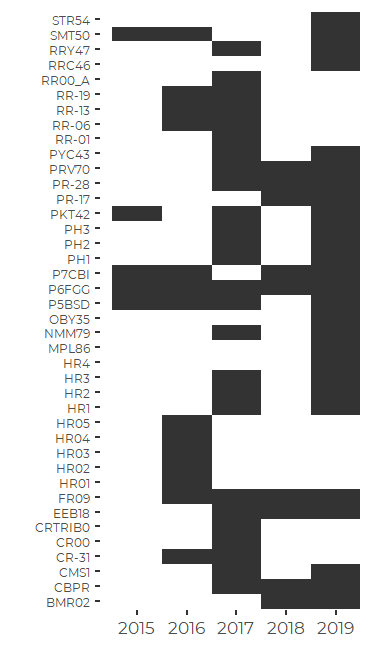 STR54
SMT50
RRY47
RRC46
RR00_A
RR-19
RR-13
RR-06
RR-01
PYC43
PRV70
PR-28
PR-17
PKT42
PH3
PH2
PH1
P7CBI
P6FGG
P5BSD
OBY35
NMM79
MPL86
HR4
HR3
HR2
HR1
HR05
HR04
HR03
HR02
HR01
FR09
EEB18
CRTRIB0
CR00
CR-31
CMS1
CBPR
BMR02
2015 2016 2017 2018 2019